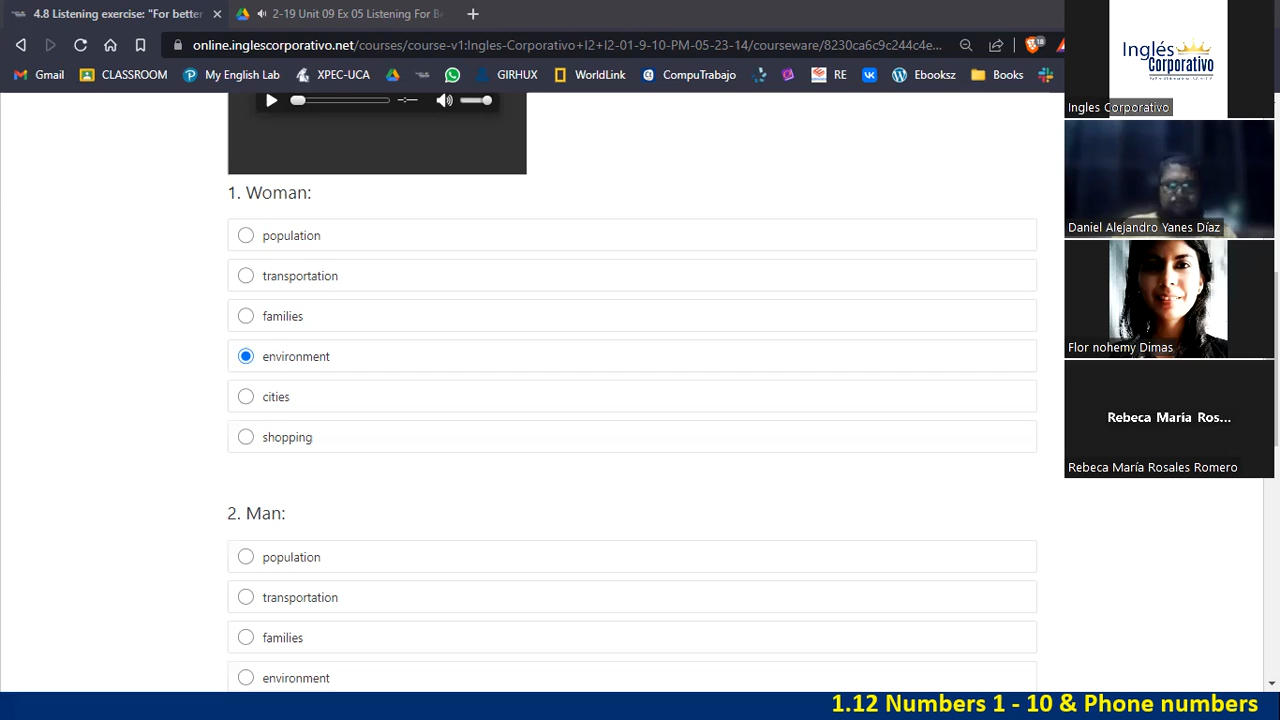 4.8 Listening exercise: "For better
2-19 Unit 09 Ex 05 Listening For B
online.inglescorporativo.net/courses/course-v1:Ingles-Corporativo+I2+I3-01-9-10-PM-05-23-14/courseware/8230ca6c9c244c4e...
18
Gmail CLASSROOM My English Lab XPEC-UCA GIRHUX WorldLink CompuTrabajo RE Ebooksz Books
Inglés
Corporativo
Ingles Corporativo
Daniel Alejandro Yanes Díaz
Flor nohemy Dimas
Rebeca María Ros...
Rebeca María Rosales Romero
1. Woman:
population
transportation
families
environment
cities
shopping
2. Man:
population
transportation
families
environment
1.12 Numbers 1 - 10 & Phone numbers